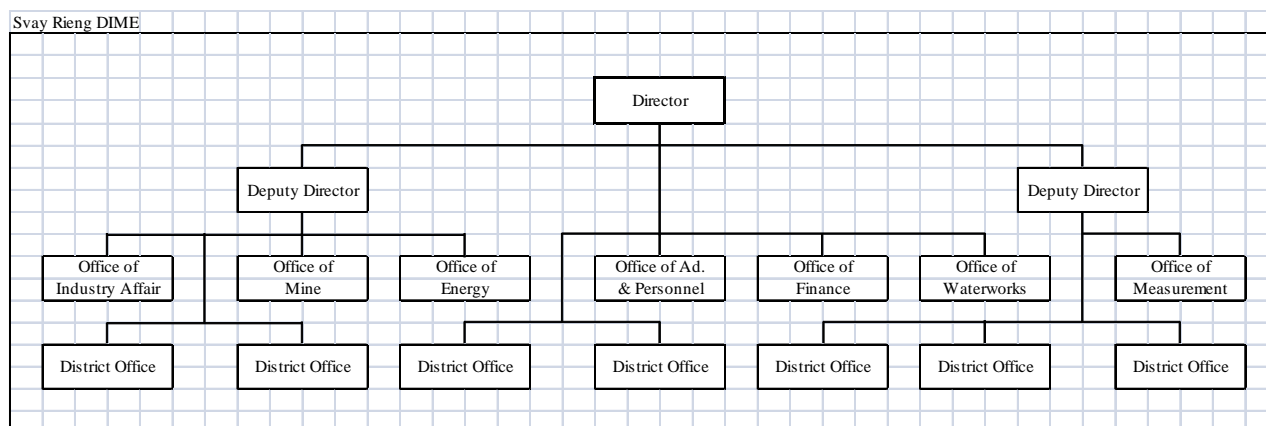 Svay Rieng DIME
Director
Deputy Director
Deputy Director
Office of
Industry Affair
Office of
Mine
Office of
Energy
Office of Ad.
& Personnel
Office of
Finance
Office of
Waterworks
Office of
Measurement
District Office
District Office
District Office
District Office
District Office
District Office
District Office